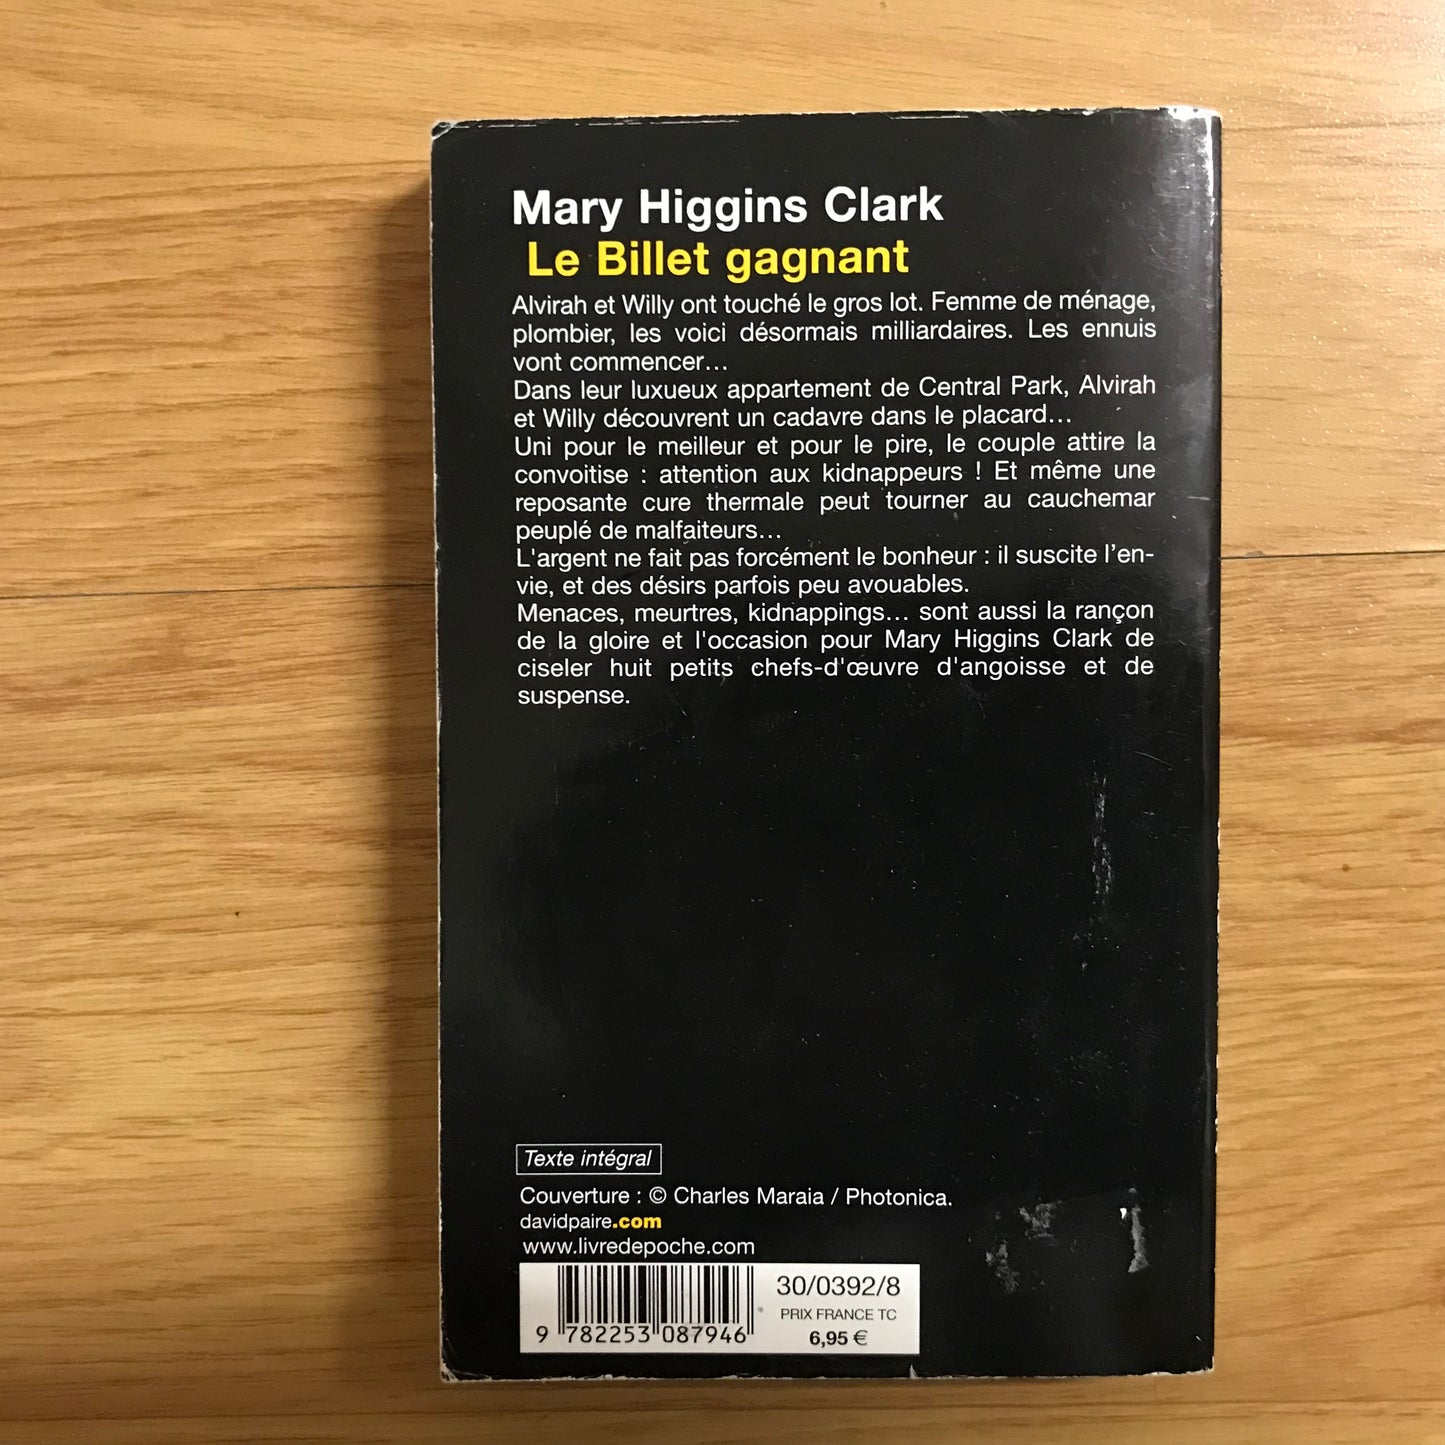 Mary Higgins Clark
Le Billet gagnant
Alvirah et Willy ont touché le gros lot. Femme de ménage,
plombier, les voici désormais milliardaires. Les ennuis
vont commencer…
Dans leur luxueux appartement de Central Park, Alvirah
et Willy découvrent un cadavre dans le placard…
Uni pour le meilleur et pour le pire, le couple attire la
convoitise : attention aux kidnappeurs ! Et même une
reposante cure thermale peut tourner au cauchemar
peuplé de malfaiteurs…
L'argent ne fait pas forcément le bonheur : il suscite l'en-
vie, et des désirs parfois peu avouables.
Menaces, meurtres, kidnappings… sont aussi la rançon
de la gloire et l'occasion pour Mary Higgins Clark de
ciseler huit petits chefs-d'œuvre d'angoisse et de
suspense.
Texte intégral
Couverture : © Charles Maraia / Photonica.
davidpaire.com
www.livredepoche.com
30/0392/8
PRIX FRANCE TC
6,95 €
9 782253 087946